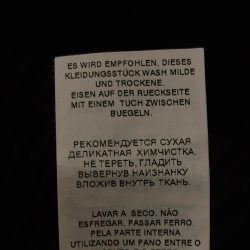 ES WIRD EMPFOHLEN, DIESES
KLEIDUNGSSTÜCK WASH MILDE
UND TROCKENE.
EISEN AUF DER RUECKSEITE
MIT EINEM TUCH ZWISCHEN
BUEGELN.
РЕКОМЕНДУЕТСЯ СУХАЯ
ДЕЛИКАТНАЯ ХИМЧИСТКА.
НЕ ТЕРЕТЬ, ГЛАДИТЬ
ВЫВЕРНУВ НАИЗНАНКУ
ВЛОЖИВ ВНУТРЬ ТКАНЬ.
LAVAR A SECO. NÃO
ESFREGAR, PASSAR FERRO
PELA PARTE INTERNA
UTILIZANDO UM PANO ENTRE O